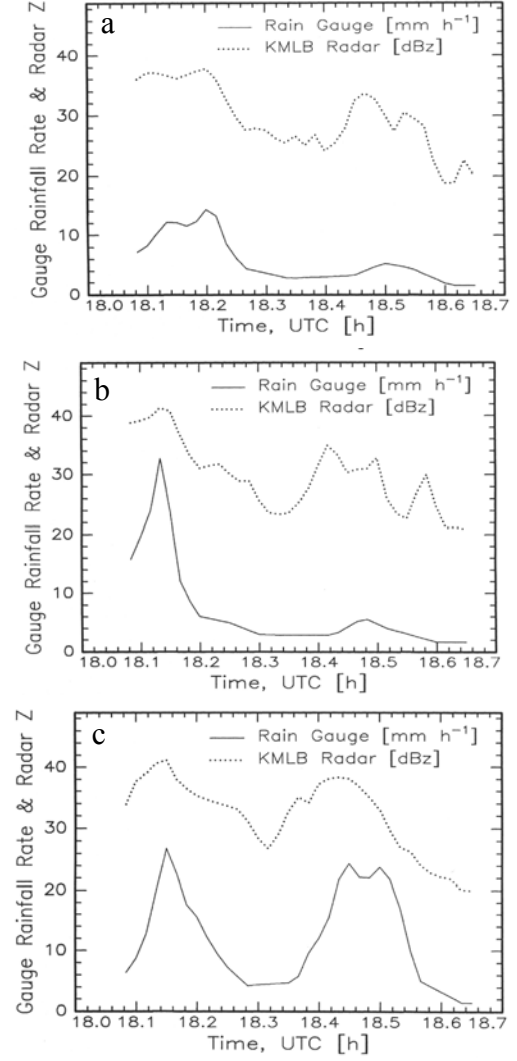 a
Rain Gauge [mm h⁻¹]
KMLB Radar [dBz]
Gauge Rainfall Rate & Radar Z
40
30
20
10
0
18.0 18.1 18.2 18.3 18.4 18.5 18.6 18.7
Time, UTC [h]
b
Rain Gauge [mm h⁻¹]
KMLB Radar [dBz]
Gauge Rainfall Rate & Radar Z
40
30
20
10
0
18.0 18.1 18.2 18.3 18.4 18.5 18.6 18.7
Time, UTC [h]
c
Rain Gauge [mm h⁻¹]
KMLB Radar [dBz]
Gauge Rainfall Rate & Radar Z
40
30
20
10
0
18.0 18.1 18.2 18.3 18.4 18.5 18.6 18.7
Time, UTC [h]